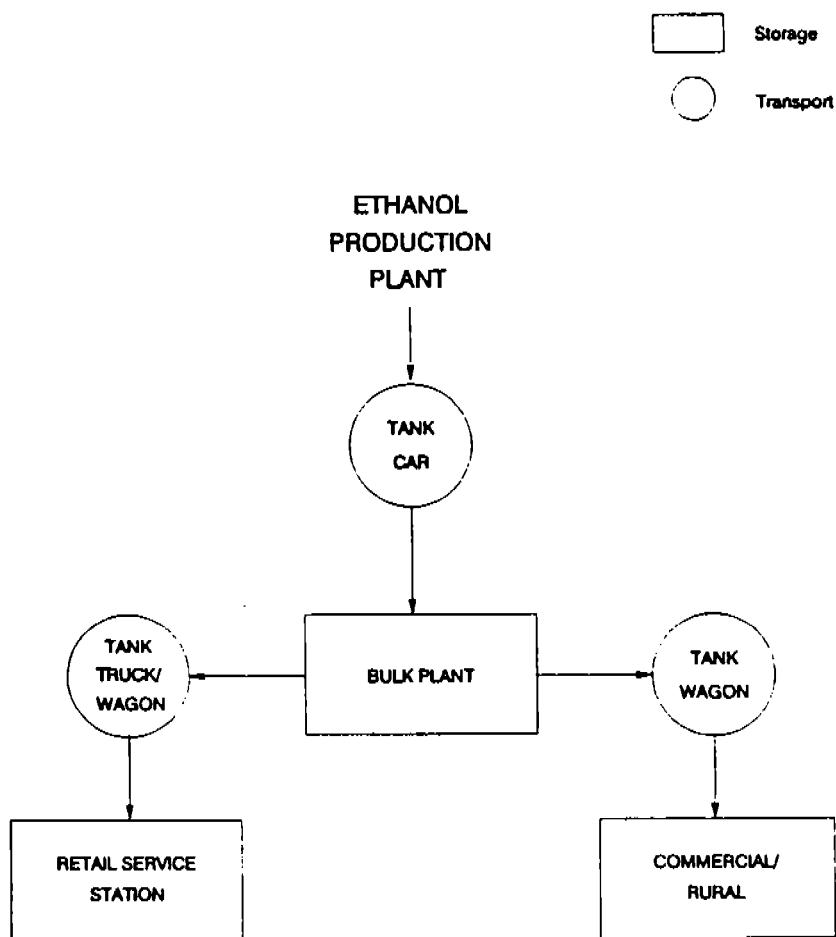 Storage
Transport
ETHANOL
PRODUCTION
PLANT
TANK
CAR
TANK
TRUCK/
WAGON
BULK PLANT
TANK
WAGON
RETAIL SERVICE
STATION
COMMERCIAL/
RURAL